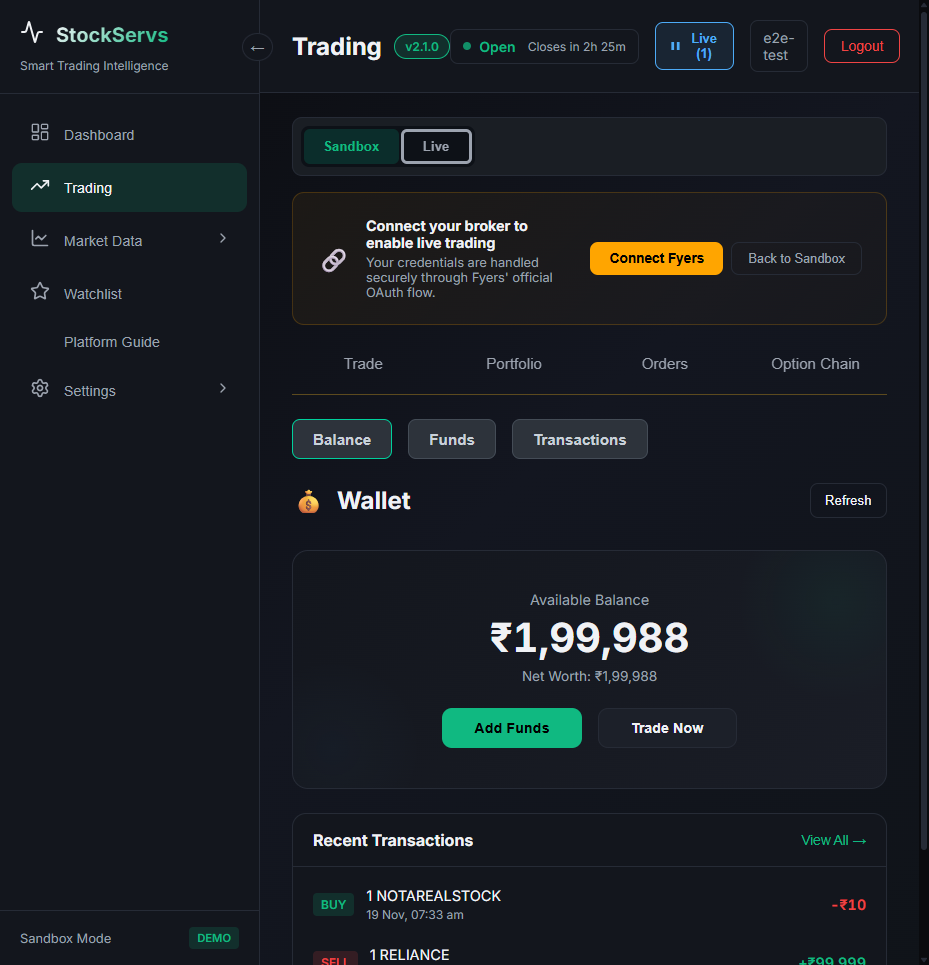 StockServs
Smart Trading Intelligence
←
Dashboard
Trading
Market Data
Watchlist
Platform Guide
Settings
Sandbox Mode
DEMO
Trading
v2.1.0
Open
Closes in 2h 25m
Live
(1)
e2e-
test
Logout
Sandbox
Live
Connect your broker to
enable live trading
Your credentials are handled
securely through Fyers' official
OAuth flow.
Connect Fyers
Back to Sandbox
Trade
Portfolio
Orders
Option Chain
Balance
Funds
Transactions
Wallet
Refresh
Available Balance
₹1,99,988
Net Worth: ₹1,99,988
Add Funds
Trade Now
Recent Transactions
View All →
BUY
1 NOTAREALSTOCK
19 Nov, 07:33 am
-₹10
SELL
1 RELIANCE
+₹99,999